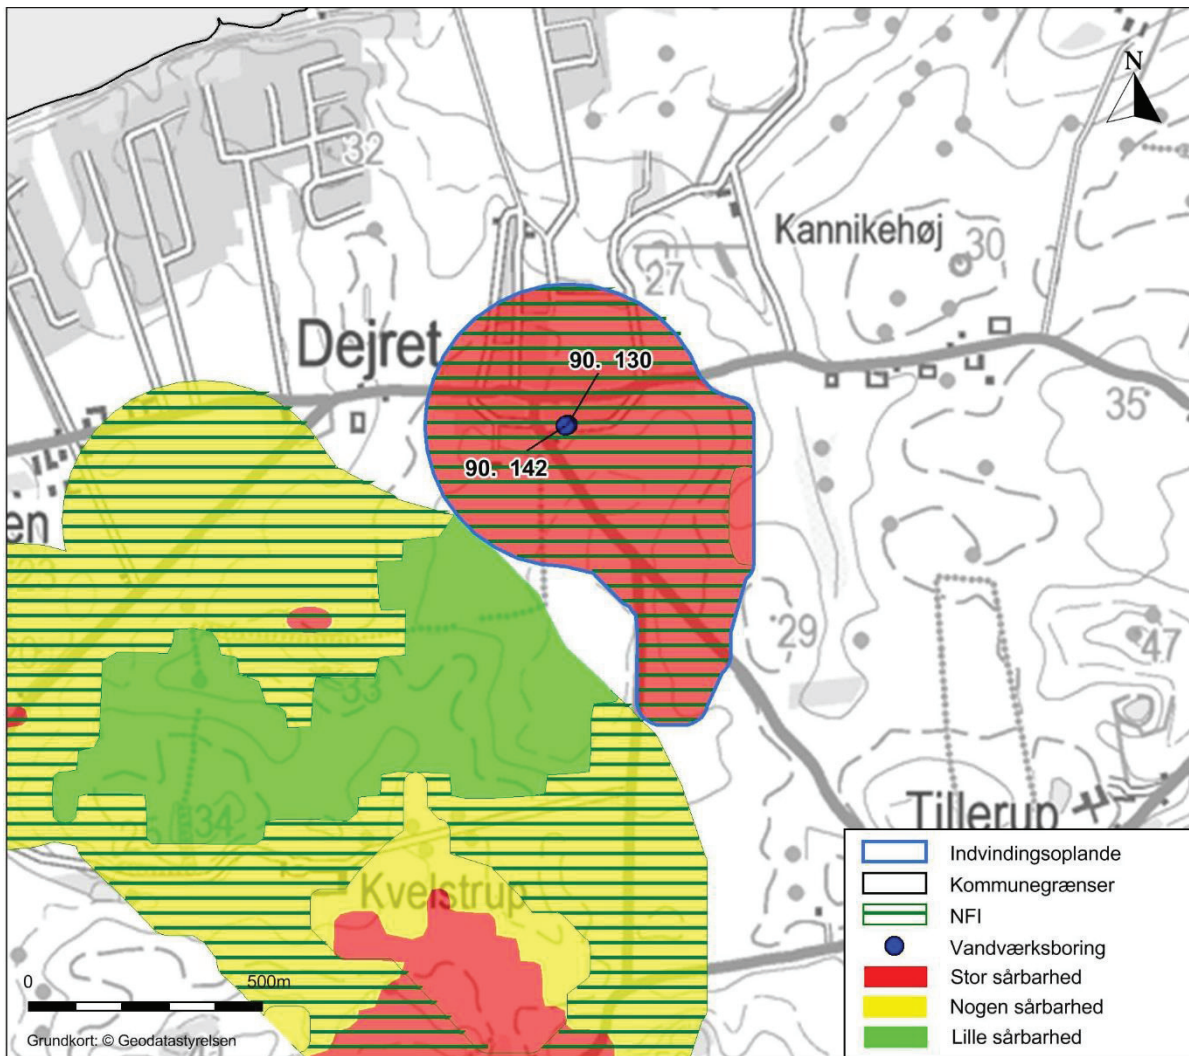 N
32
Kannikehøj
30
27
Dejret
90. 130
35
90. 142
en
29
47
33
34
Tillerup
Kvelstrup
Indvindingsoplande
Kommunegrænser
NFI
Vandværksboring
Stor sårbarhed
Nogen sårbarhed
Lille sårbarhed
0 500m
Grundkort: © Geodatastyrelsen